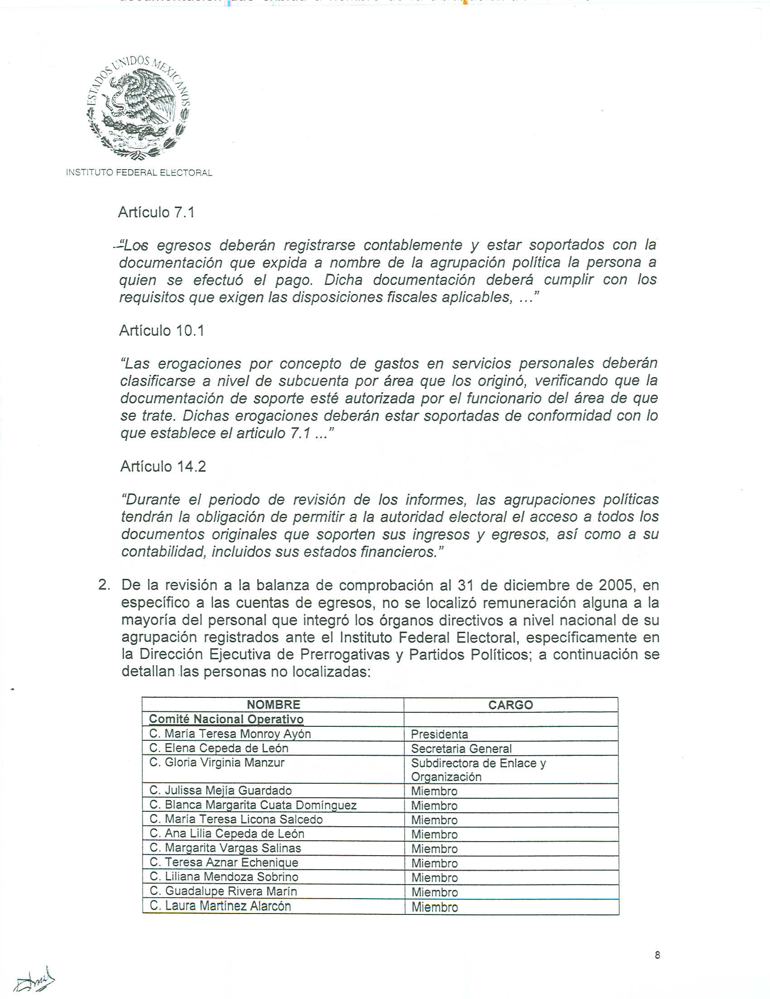 ESTADOS UNIDOS MEXICANOS
INSTITUTO FEDERAL ELECTORAL
Artículo 7.1
“Los egresos deberán registrarse contablemente y estar soportados con la
documentación que expida a nombre de la agrupación política la persona a
quien se efectuó el pago. Dicha documentación deberá cumplir con los
requisitos que exigen las disposiciones fiscales aplicables, ...”
Artículo 10.1
“Las erogaciones por concepto de gastos en servicios personales deberán
clasificarse a nivel de subcuenta por área que los originó, verificando que la
documentación de soporte esté autorizada por el funcionario del área de que
se trate. Dichas erogaciones deberán estar soportadas de conformidad con lo
que establece el articulo 7.1 ...”
Artículo 14.2
“Durante el periodo de revisión de los informes, las agrupaciones políticas
tendrán la obligación de permitir a la autoridad electoral el acceso a todos los
documentos originales que soporten sus ingresos y egresos, así como a su
contabilidad, incluidos sus estados financieros.”
2. De la revisión a la balanza de comprobación al 31 de diciembre de 2005, en
específico a las cuentas de egresos, no se localizó remuneración alguna a la
mayoría del personal que integró los órganos directivos a nivel nacional de su
agrupación registrados ante el Instituto Federal Electoral, específicamente en
la Dirección Ejecutiva de Prerrogativas y Partidos Políticos; a continuación se
detallan las personas no localizadas:
NOMBRE CARGO
Comité Nacional Operativo
C. María Teresa Monroy Ayón Presidenta
C. Elena Cepeda de León Secretaria General
C. Gloria Virginia Manzur Subdirectora de Enlace y
Organización
C. Julissa Mejía Guardado Miembro
C. Blanca Margarita Cuata Domínguez Miembro
C. María Teresa Licona Salcedo Miembro
C. Ana Lilia Cepeda de León Miembro
C. Margarita Vargas Salinas Miembro
C. Teresa Aznar Echenique Miembro
C. Liliana Mendoza Sobrino Miembro
C. Guadalupe Rivera Marín Miembro
C. Laura Martínez Alarcón Miembro
8